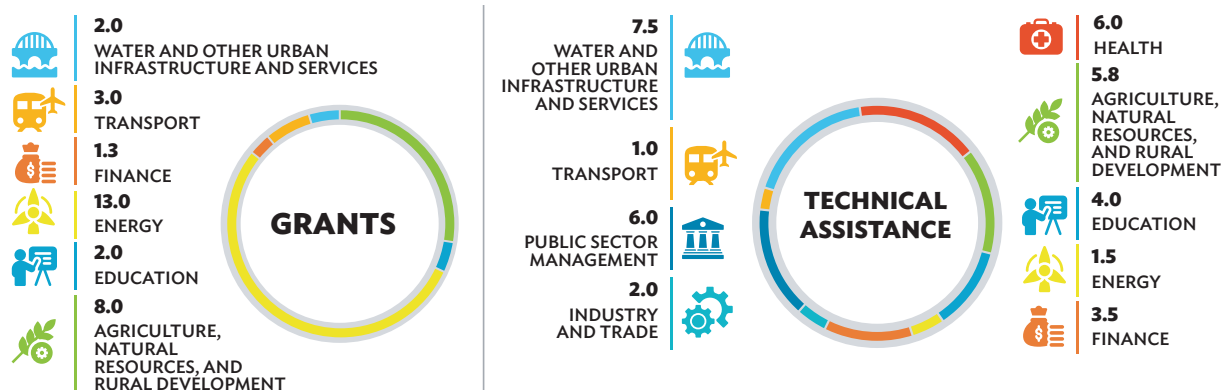 2.0
WATER AND OTHER URBAN
INFRASTRUCTURE AND SERVICES
3.0
TRANSPORT
1.3
FINANCE
13.0
ENERGY
2.0
EDUCATION
8.0
AGRICULTURE,
NATURAL
RESOURCES, AND
RURAL DEVELOPMENT
GRANTS
7.5
WATER AND
OTHER URBAN
INFRASTRUCTURE
AND SERVICES
1.0
TRANSPORT
6.0
PUBLIC SECTOR
MANAGEMENT
2.0
INDUSTRY
AND TRADE
TECHNICAL
ASSISTANCE
6.0
HEALTH
5.8
AGRICULTURE,
NATURAL
RESOURCES,
AND RURAL
DEVELOPMENT
4.0
EDUCATION
1.5
ENERGY
3.5
FINANCE